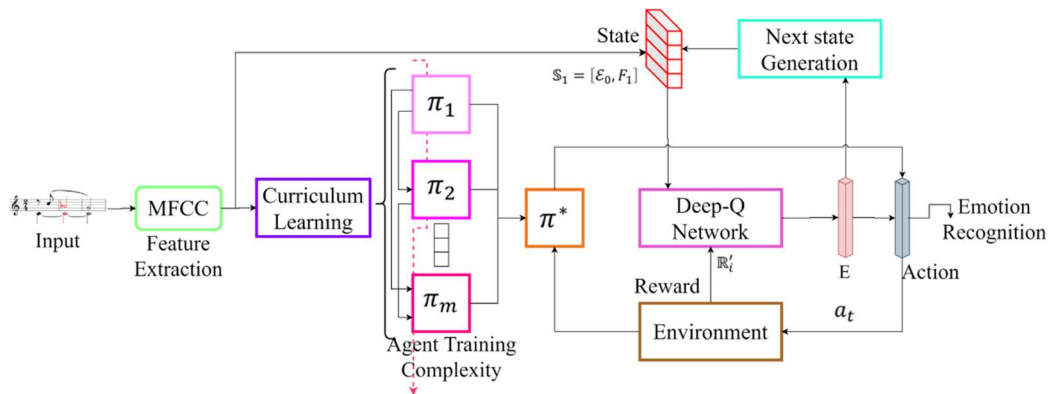 Input
MFCC
Feature
Extraction
Curriculum
Learning
π₁
π₂
πₘ
Agent Training
Complexity
π*
State
𝕊₁ = [ℰ₀, F₁]
Next state
Generation
Deep-Q
Network
ℝ′ᵢ
Reward
Environment
E
Action
aₜ
Emotion
Recognition